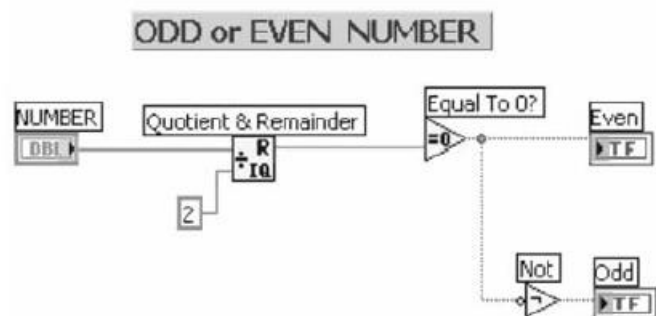 ODD or EVEN NUMBER
NUMBER
DBL
Quotient & Remainder
R
IQ
2
Equal To 0?
=0
Even
TF
Not
Odd
TF